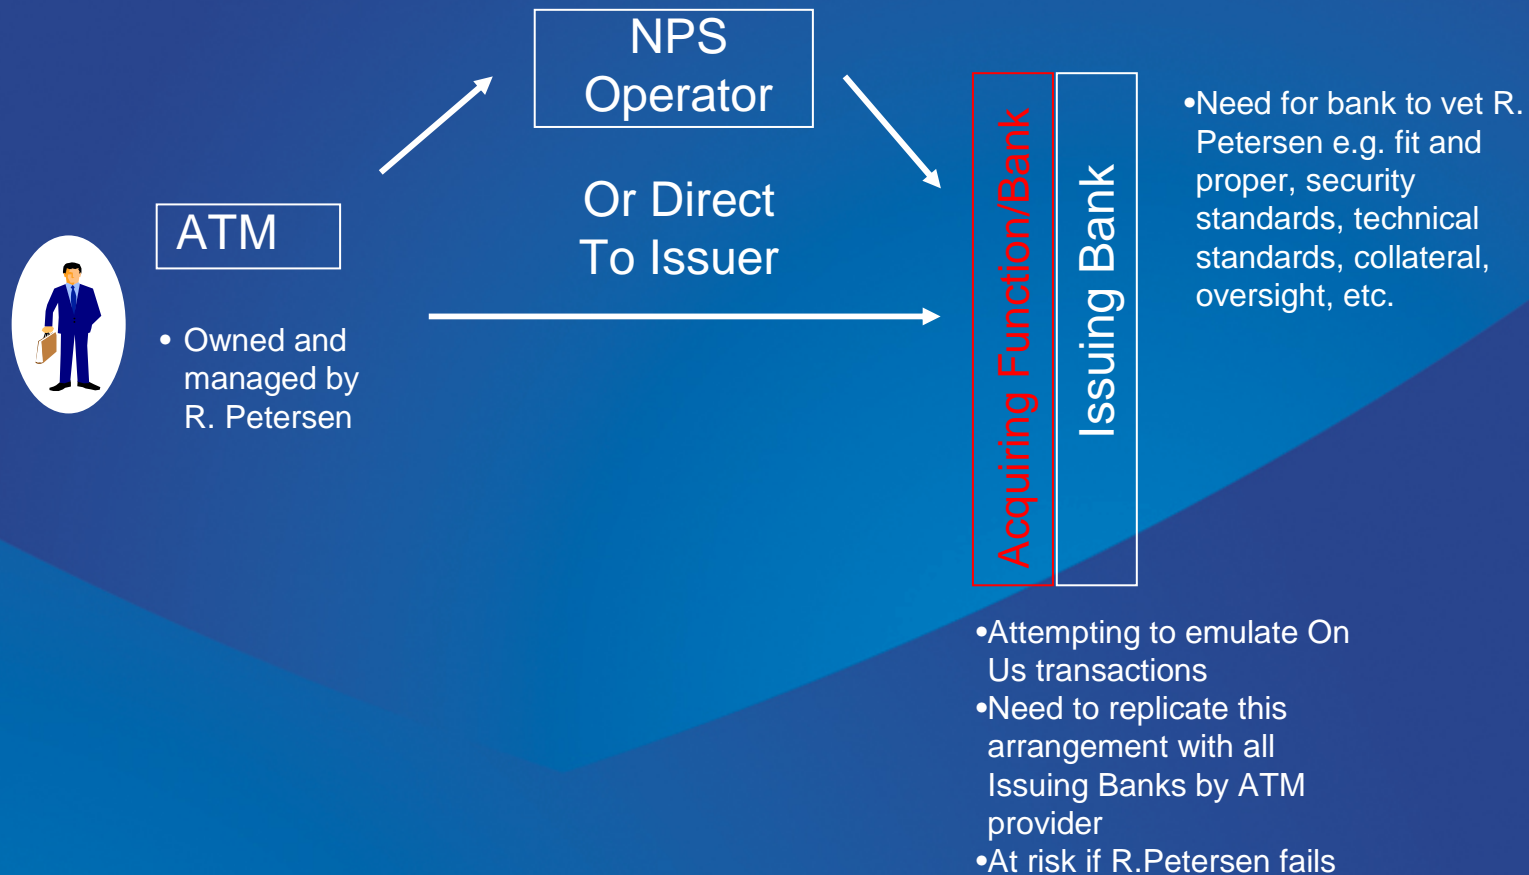 NPS
Operator
Or Direct
To Issuer
ATM
• Owned and
managed by
R. Petersen
Acquiring Function/Bank
Issuing Bank
•Need for bank to vet R.
Petersen e.g. fit and
proper, security
standards, technical
standards, collateral,
oversight, etc.
•Attempting to emulate On
Us transactions
•Need to replicate this
arrangement with all
Issuing Banks by ATM
provider
•At risk if R.Petersen fails